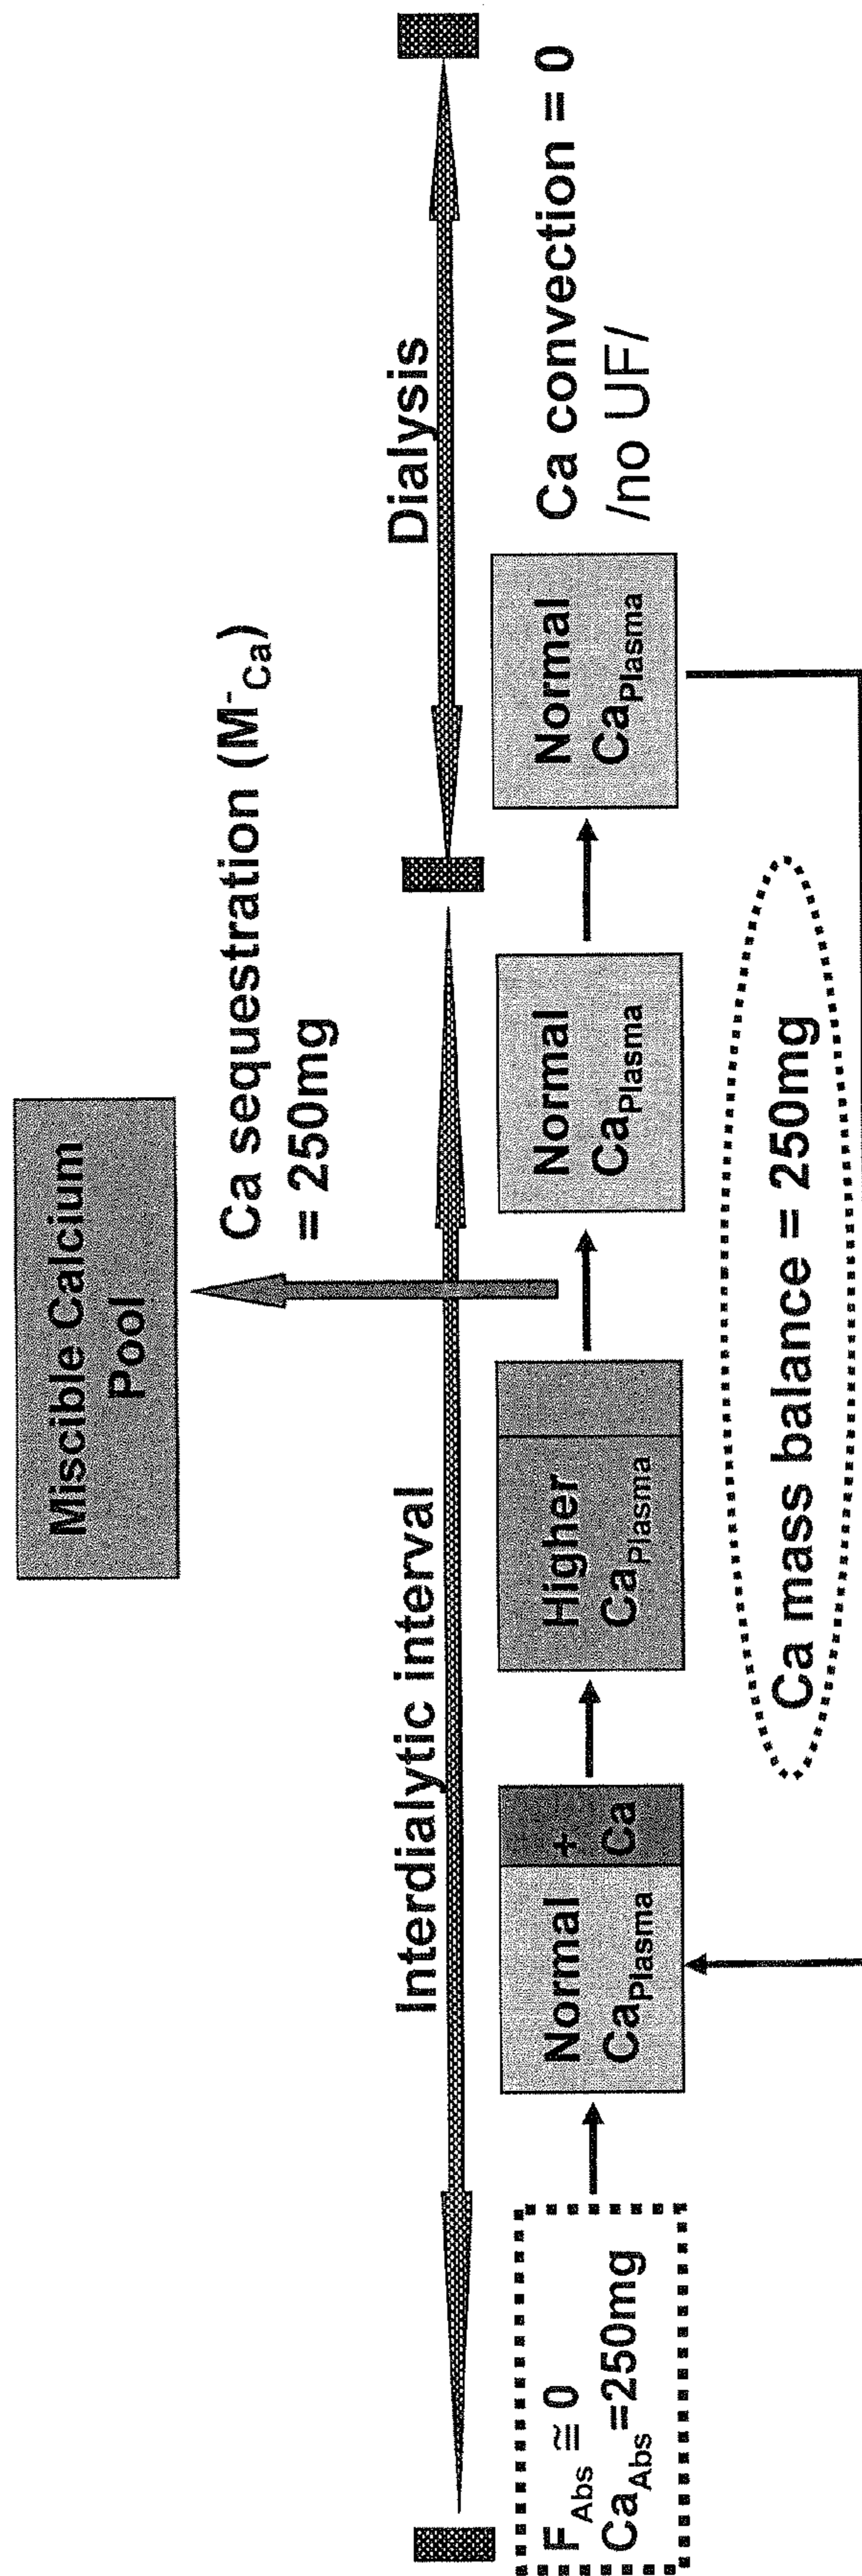 Miscible Calcium
Pool
Ca sequestration (M⁻Ca)
= 250mg
Interdialytic interval
Dialysis
FAbs ≅ 0
CaAbs=250mg
Normal
CaPlasma
+
Ca
Higher
CaPlasma
Normal
CaPlasma
Normal
CaPlasma
Ca convection = 0
/no UF/
Ca mass balance = 250mg